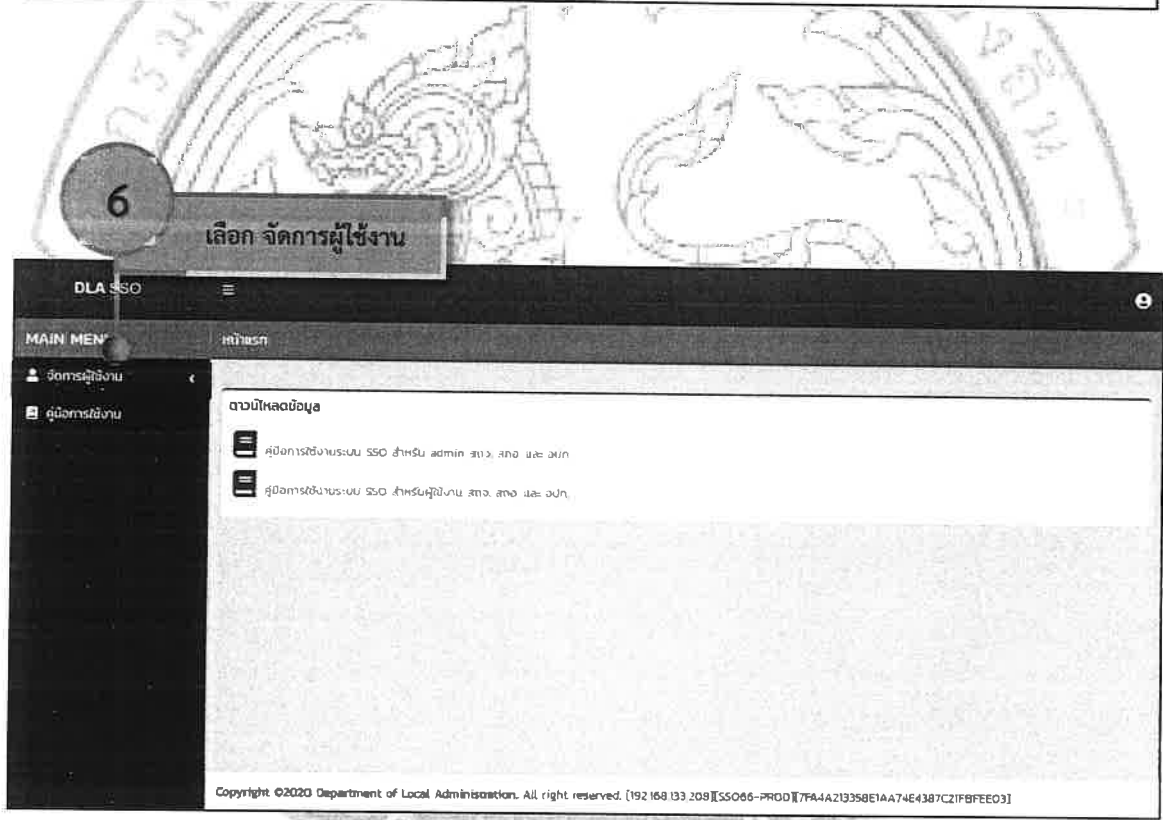 6
เลือก จัดการผู้ใช้งาน
DLA SSO
MAIN MENU
หน้าแรก
จัดการผู้ใช้งาน
คู่มือการใช้งาน
ดาวน์โหลดข้อมูล
คู่มือการใช้งานระบบ SSO สำหรับ admin สถจ. สถอ และ อปท
คู่มือการใช้งานระบบ SSO สำหรับผู้ใช้งาน สถจ. สถอ และ อปท.
Copyright ©2020 Department of Local Administration. All right reserved. [192.168.133.209][SSO66-PROD][7FA4A213358E1AA74E4387C21FBFEE03]